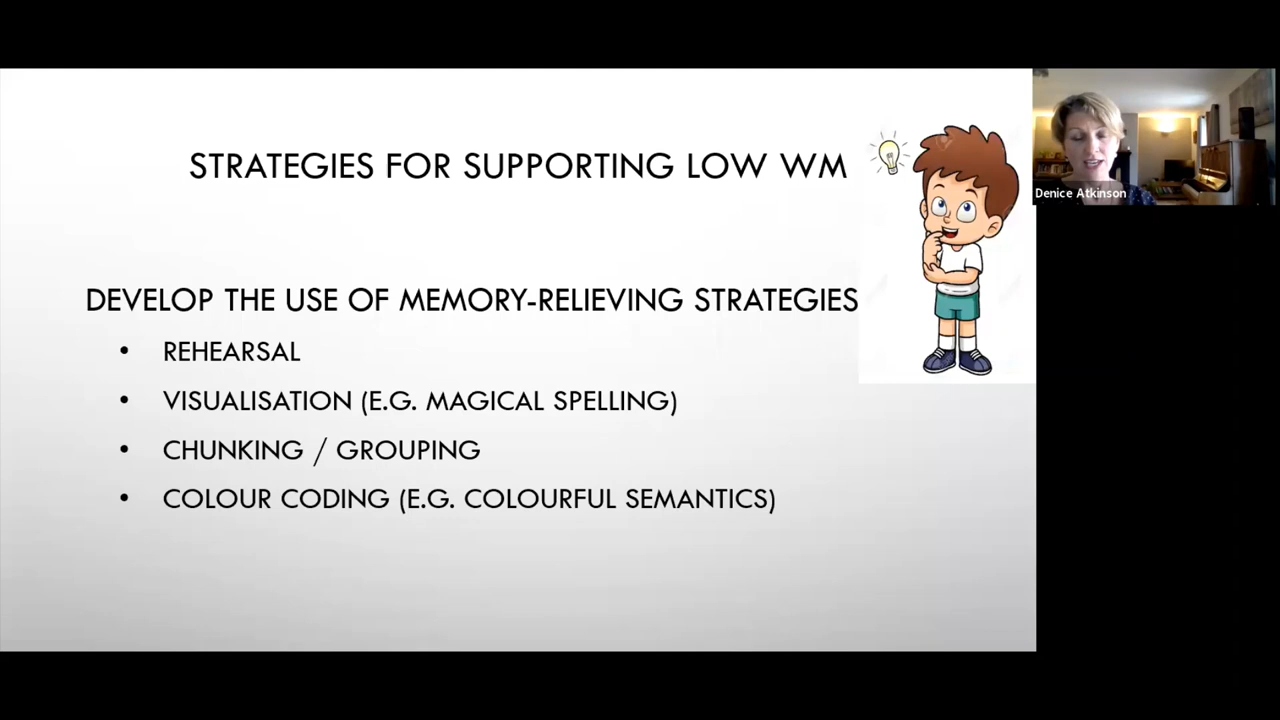 STRATEGIES FOR SUPPORTING LOW WM
Denice Atkinson
DEVELOP THE USE OF MEMORY-RELIEVING STRATEGIES
• REHEARSAL
• VISUALISATION (E.G. MAGICAL SPELLING)
• CHUNKING / GROUPING
• COLOUR CODING (E.G. COLOURFUL SEMANTICS)